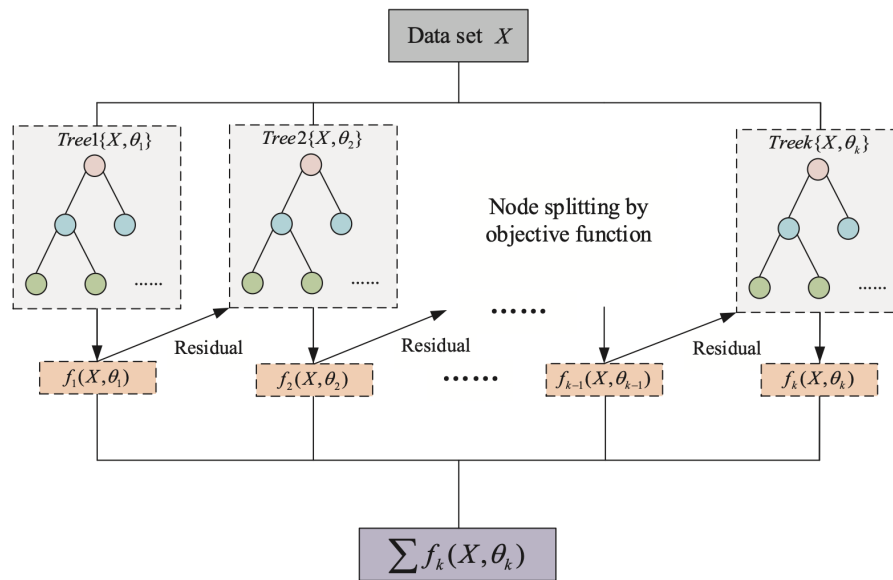 Data set X
Tree1{X,θ₁}
Tree2{X,θ₂}
Treek{X,θₖ}
Node splitting by
objective function
......
......
......
......
Residual
Residual
Residual
f₁(X,θ₁)
f₂(X,θ₂)
......
fₖ₋₁(X,θₖ₋₁)
fₖ(X,θₖ)
∑ fₖ(X,θₖ)